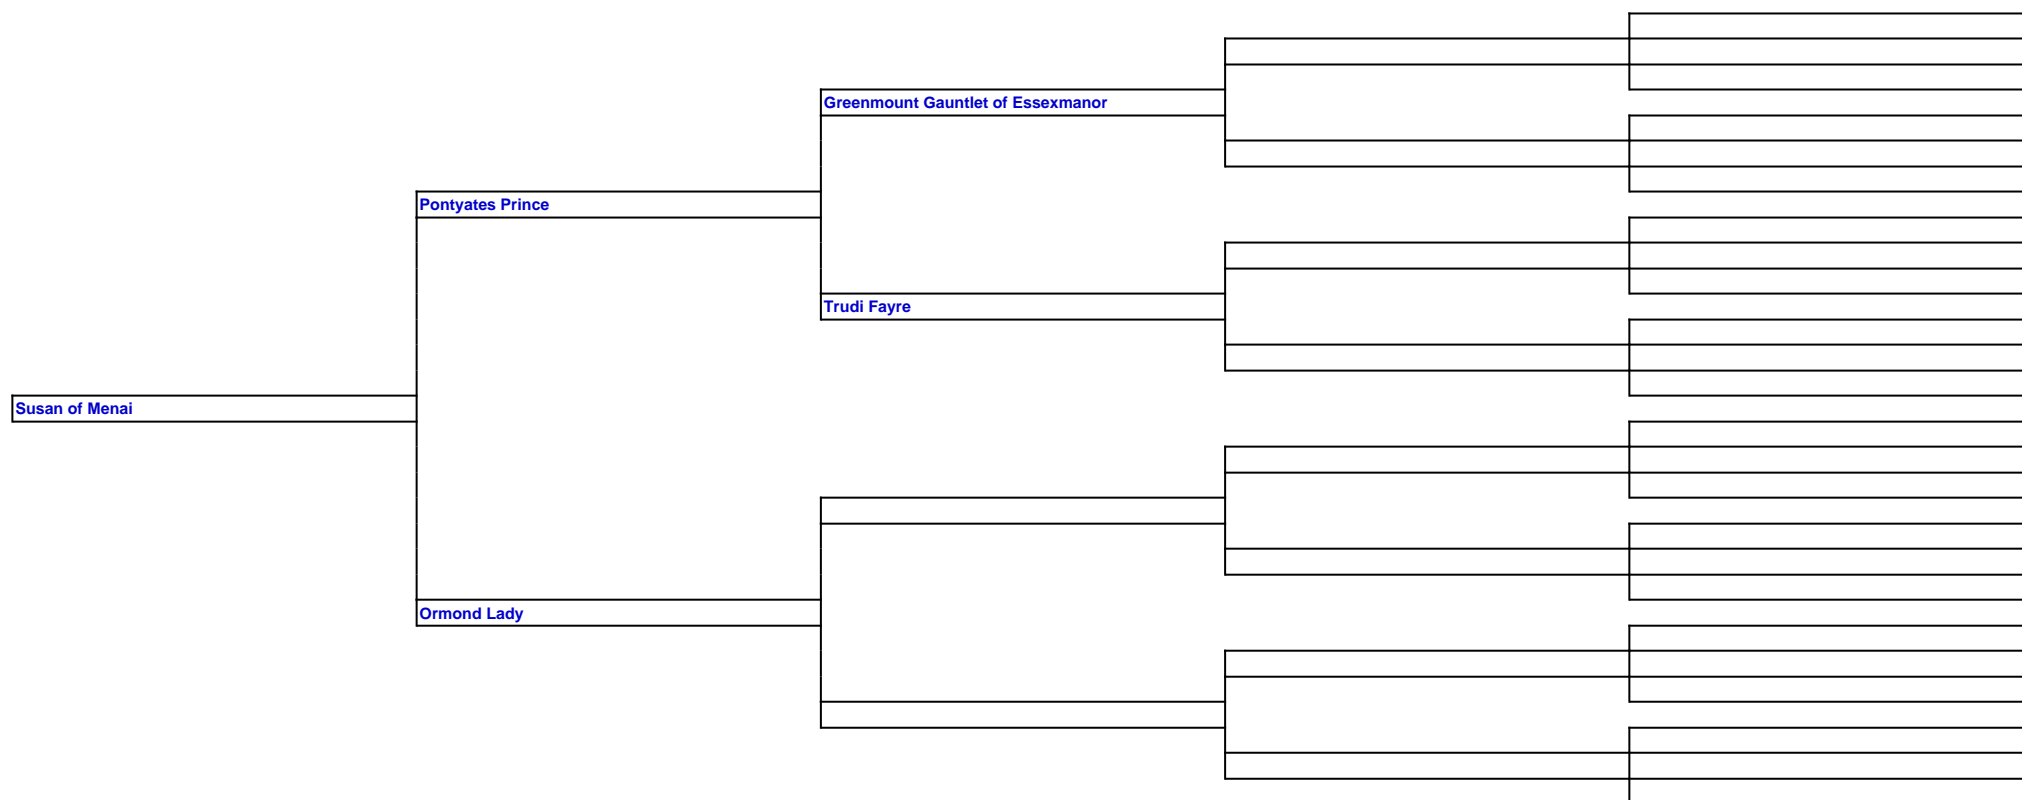 Greenmount Gauntlet of Essexmanor
Pontyates Prince
Trudi Fayre
Susan of Menai
Ormond Lady